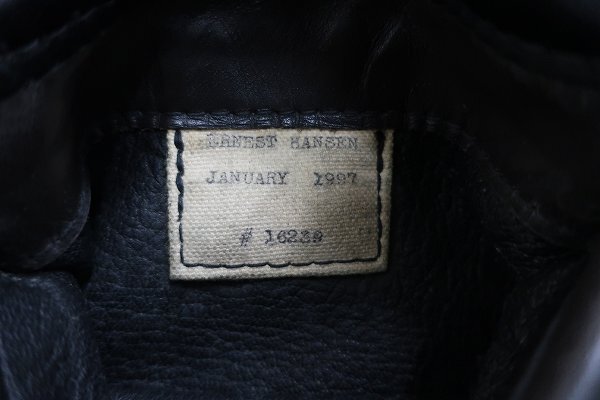 ERNEST HANSEN
JANUARY 1997
# 16239